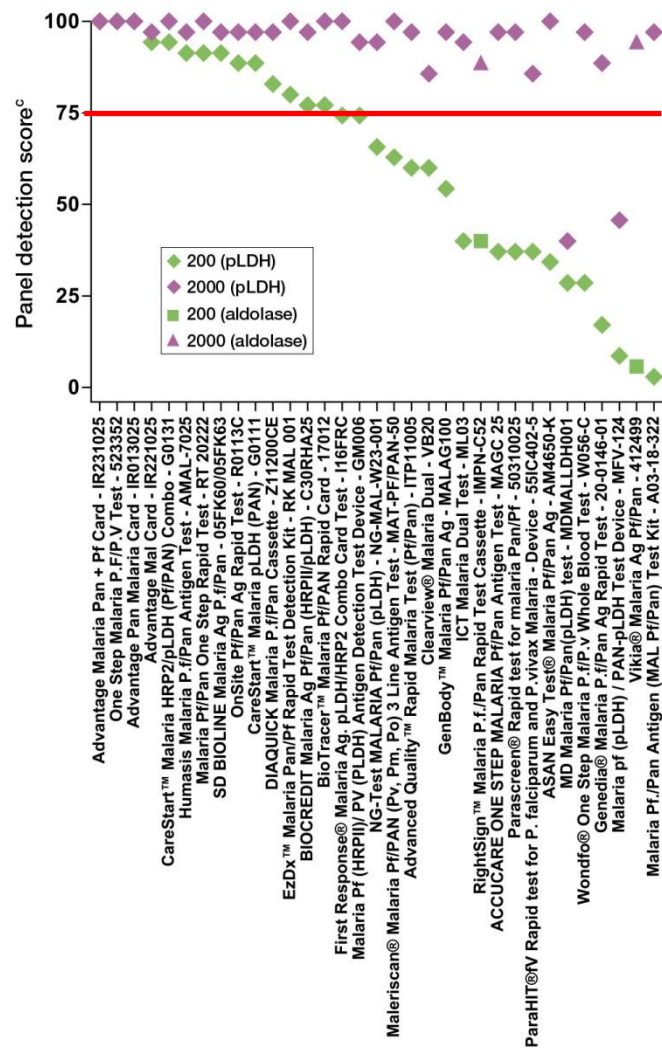 Panel detection scoreᶜ
100
75
50
25
0
200 (pLDH)
2000 (pLDH)
200 (aldolase)
2000 (aldolase)
Advantage Malaria Pan + Pf Card - IR231025
One Step Malaria P.F/P.V Test - 523352
Advantage Pan Malaria Card - IR013025
Advantage Mal Card - IR221025
CareStart™ Malaria HRP2/pLDH (Pf/PAN) Combo - G0131
Humasis Malaria P.f/Pan Antigen Test - AMAL-7025
Malaria Pf/Pan One Step Rapid Test - RT 20222
SD BIOLINE Malaria Ag P.f/Pan - 05FK60/05FK63
OnSite Pf/Pan Ag Rapid Test - R0113C
CareStart™ Malaria pLDH (PAN) - G0111
DIAQUICK Malaria P.f/Pan Cassette - Z11200CE
EzDx™ Malaria Pan/Pf Rapid Test Detection Kit - RK MAL 001
BIOCREDIT Malaria Ag Pf/Pan (HRPII/pLDH) - C30RHA25
BioTracer™ Malaria Pf/PAN Rapid Card - 17012
First Response® Malaria Ag. pLDH/HRP2 Combo Card Test - I16FRC
Malaria Pf (HRPII)/ PV (PLDH) Antigen Detection Test Device - GM006
NG-Test MALARIA Pf/Pan (pLDH) - NG-MAL-W23-001
Maleriscan® Malaria Pf/PAN (Pv, Pm, Po) 3 Line Antigen Test - MAT-PF/PAN-50
Advanced Quality™ Rapid Malaria Test (Pf/Pan) - ITP11005
Clearview® Malaria Dual - VB20
GenBody™ Malaria Pf/Pan Ag - MALAG100
ICT Malaria Dual Test - ML03
RightSign™ Malaria P.f./Pan Rapid Test Cassette - IMPN-C52
ACCUCARE ONE STEP MALARIA Pf/Pan Antigen Test - MAGC 25
Parascreen® Rapid test for malaria Pan/Pf - 50310025
ParaHIT®fV Rapid test for P. falciparum and P.vivax Malaria - Device - 55IC402-5
ASAN Easy Test® Malaria Pf/Pan Ag - AM4650-K
MD Malaria Pf/Pan(pLDH) test - MDMALLDH001
Wondfo® One Step Malaria P.f/P.v Whole Blood Test - W056-C
Genedia® Malaria P.f/Pan Ag Rapid Test - 20-0146-01
Malaria pf (pLDH) / PAN-pLDH Test Device - MFV-124
Vikia® Malaria Ag Pf/Pan - 412499
Malaria Pf./Pan Antigen (MAL Pf/Pan) Test Kit - A03-18-322